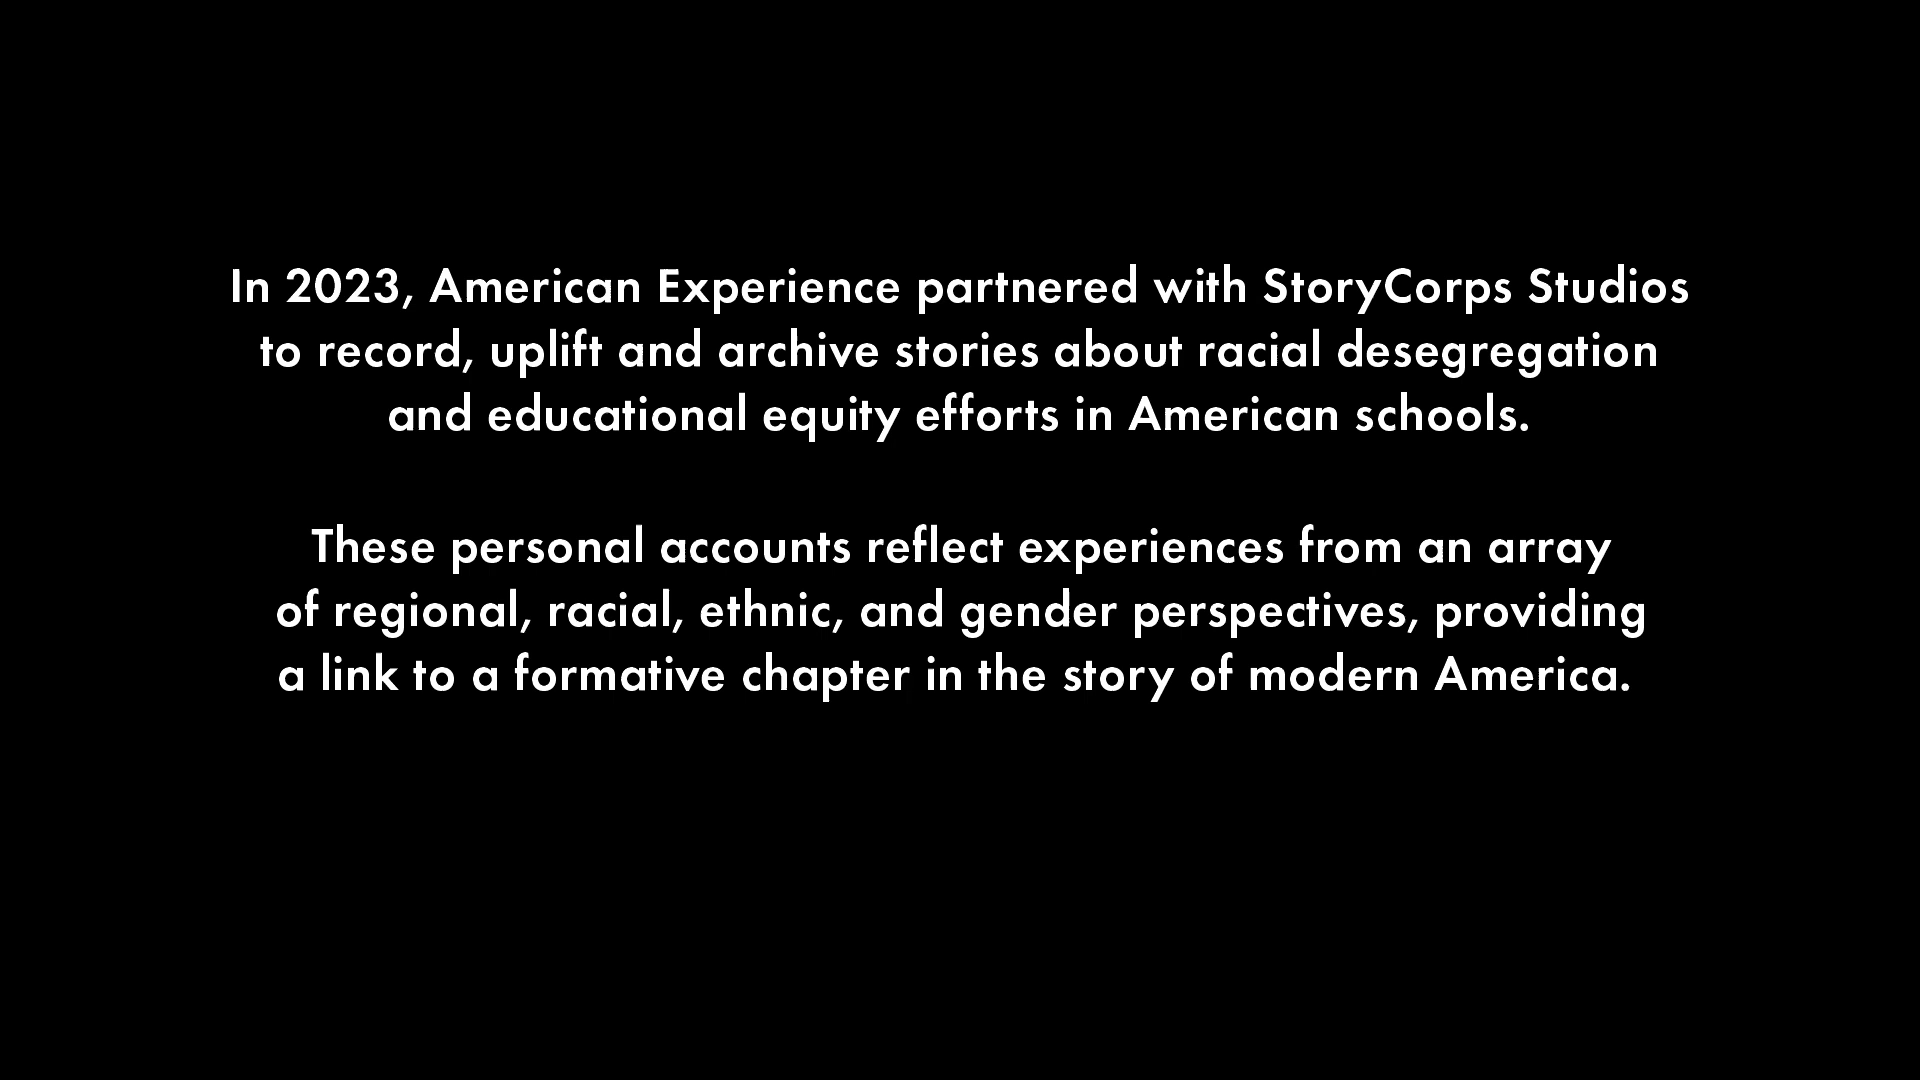 In 2023, American Experience partnered with StoryCorps Studios
to record, uplift and archive stories about racial desegregation
and educational equity efforts in American schools.
These personal accounts reflect experiences from an array
of regional, racial, ethnic, and gender perspectives, providing
a link to a formative chapter in the story of modern America.